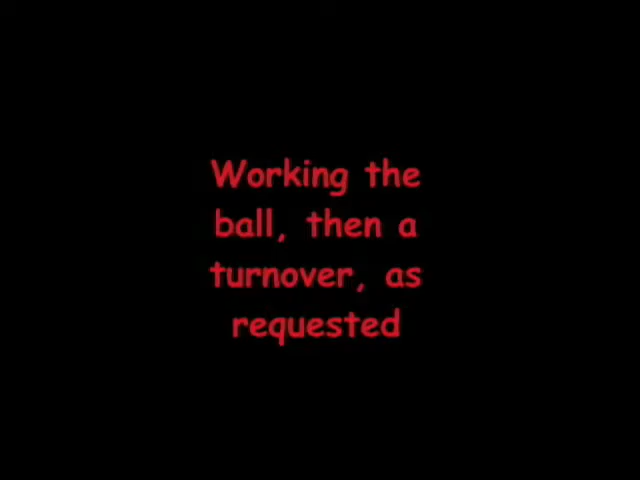 Working the
ball, then a
turnover, as
requested